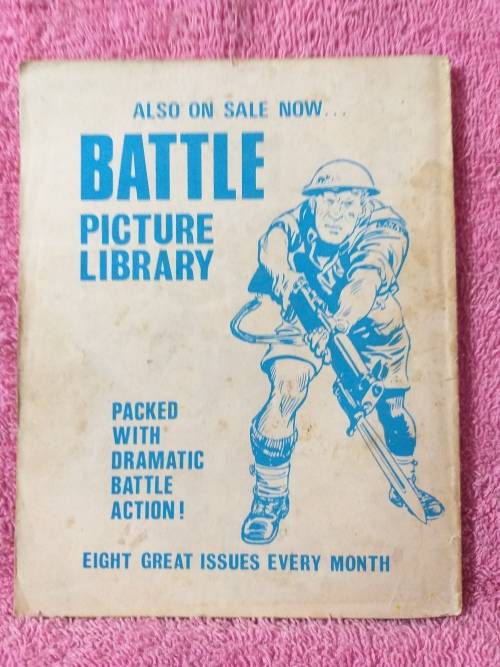 ALSO ON SALE NOW...
BATTLE
PICTURE
LIBRARY
PACKED
WITH
DRAMATIC
BATTLE
ACTION!
EIGHT GREAT ISSUES EVERY MONTH